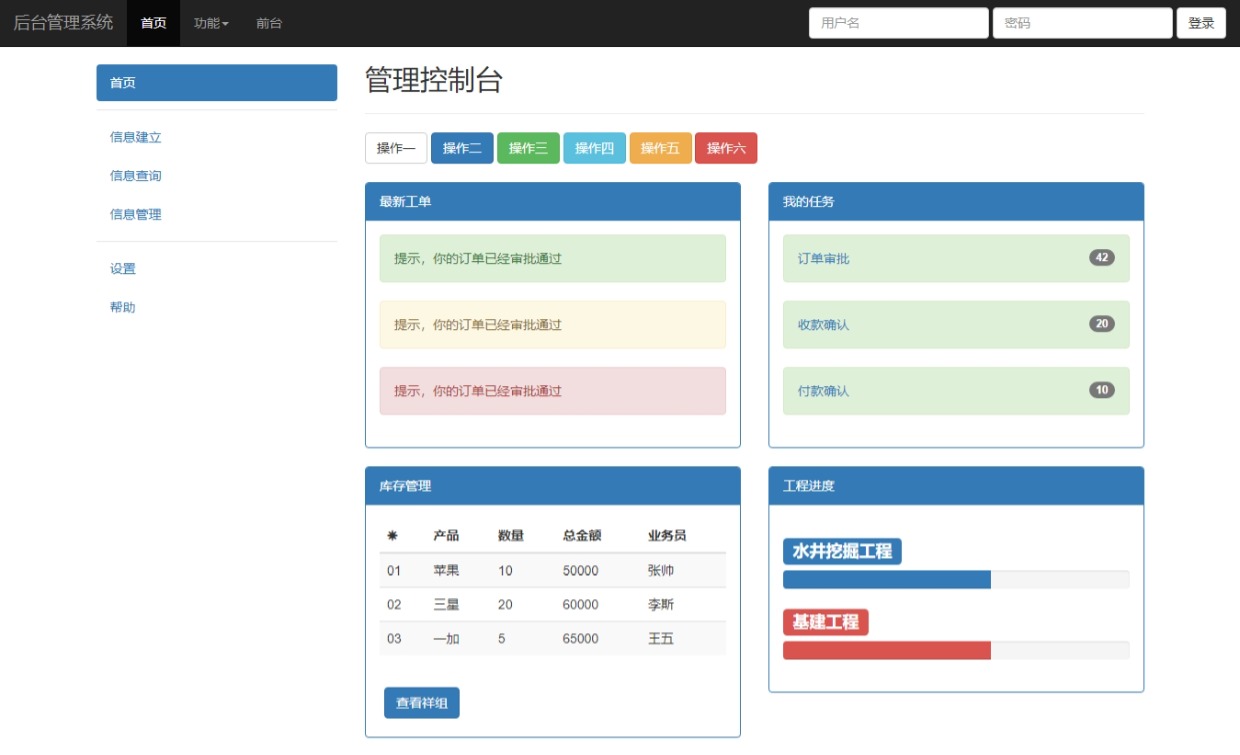 后台管理系统 首页 功能 前台 用户名 密码 登录
首页
信息建立
信息查询
信息管理
设置
帮助
管理控制台
操作一 操作二 操作三 操作四 操作五 操作六
最新工单
提示，你的订单已经审批通过
提示，你的订单已经审批通过
提示，你的订单已经审批通过
我的任务
订单审批 42
收款确认 20
付款确认 10
库存管理
产品 数量 总金额 业务员
01 苹果 10 50000 张帅
02 三星 20 60000 李斯
03 一加 5 65000 王五
查看祥组
工程进度
水井挖掘工程
基建工程